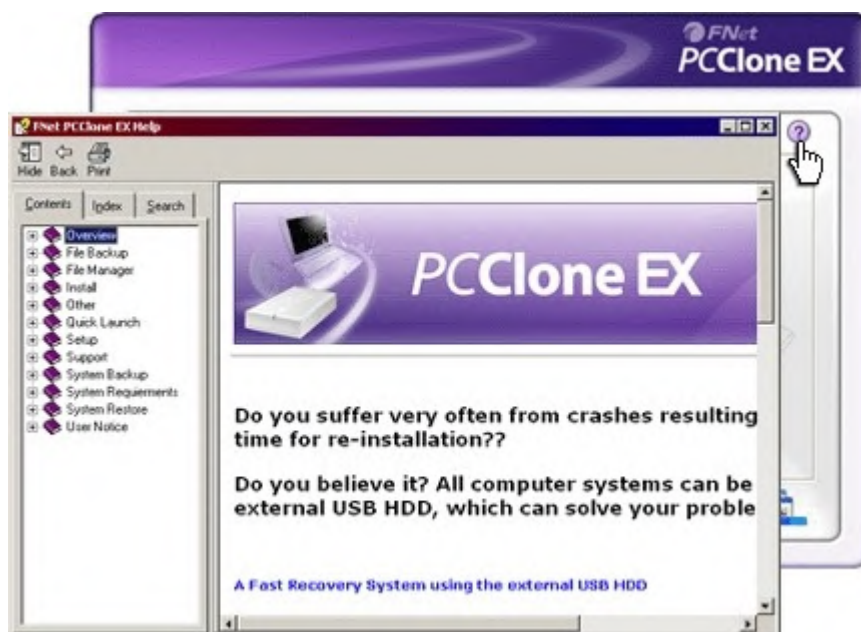 FNet
PCClone EX
FNet PCClone EX Help
Hide Back Print
Contents Index Search
Overview
File Backup
File Manager
Install
Other
Quick Launch
Setup
Support
System Backup
System Requierments
System Restore
User Notice
PCClone EX
Do you suffer very often from crashes resulting
time for re-installation??
Do you believe it? All computer systems can be
external USB HDD, which can solve your proble
A Fast Recovery System using the external USB HDD